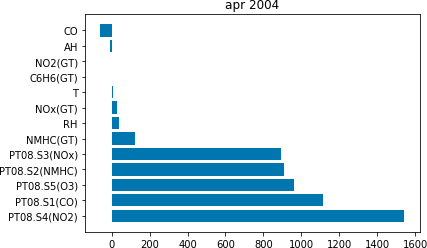 apr 2004
CO
AH
NO2(GT)
C6H6(GT)
T
NOx(GT)
RH
NMHC(GT)
PT08.S3(NOx)
PT08.S2(NMHC)
PT08.S5(O3)
PT08.S1(CO)
PT08.S4(NO2)
0 200 400 600 800 1000 1200 1400 1600